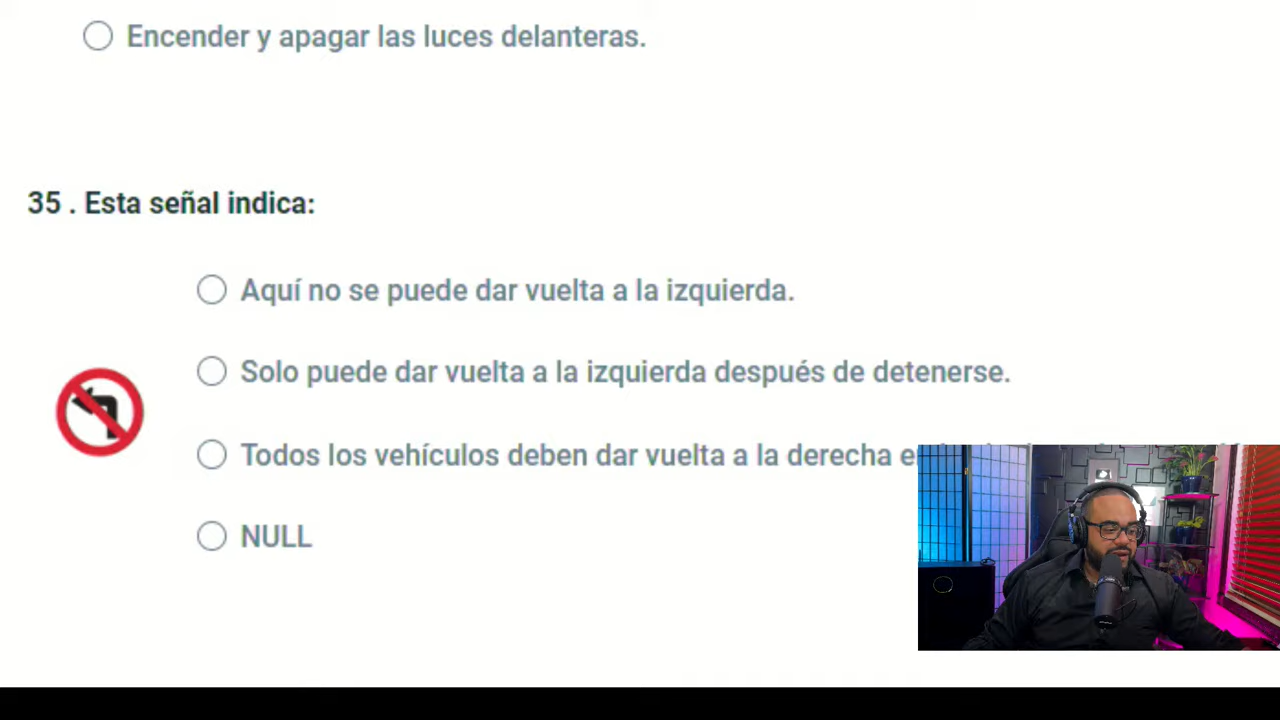 Encender y apagar las luces delanteras.
35 . Esta señal indica:
Aquí no se puede dar vuelta a la izquierda.
Solo puede dar vuelta a la izquierda después de detenerse.
Todos los vehículos deben dar vuelta a la derecha
NULL